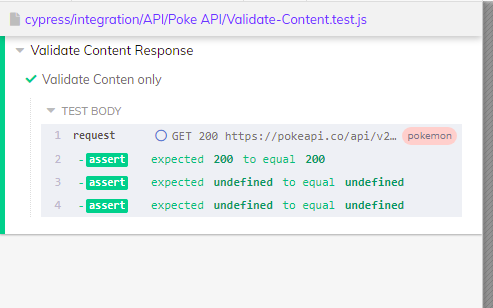 cypress/integration/API/Poke API/Validate-Content.test.js
Validate Content Response
Validate Conten only
TEST BODY
1 request GET 200 https://pokeapi.co/api/v2... pokemon
2 -assert expected 200 to equal 200
3 -assert expected undefined to equal undefined
4 -assert expected undefined to equal undefined